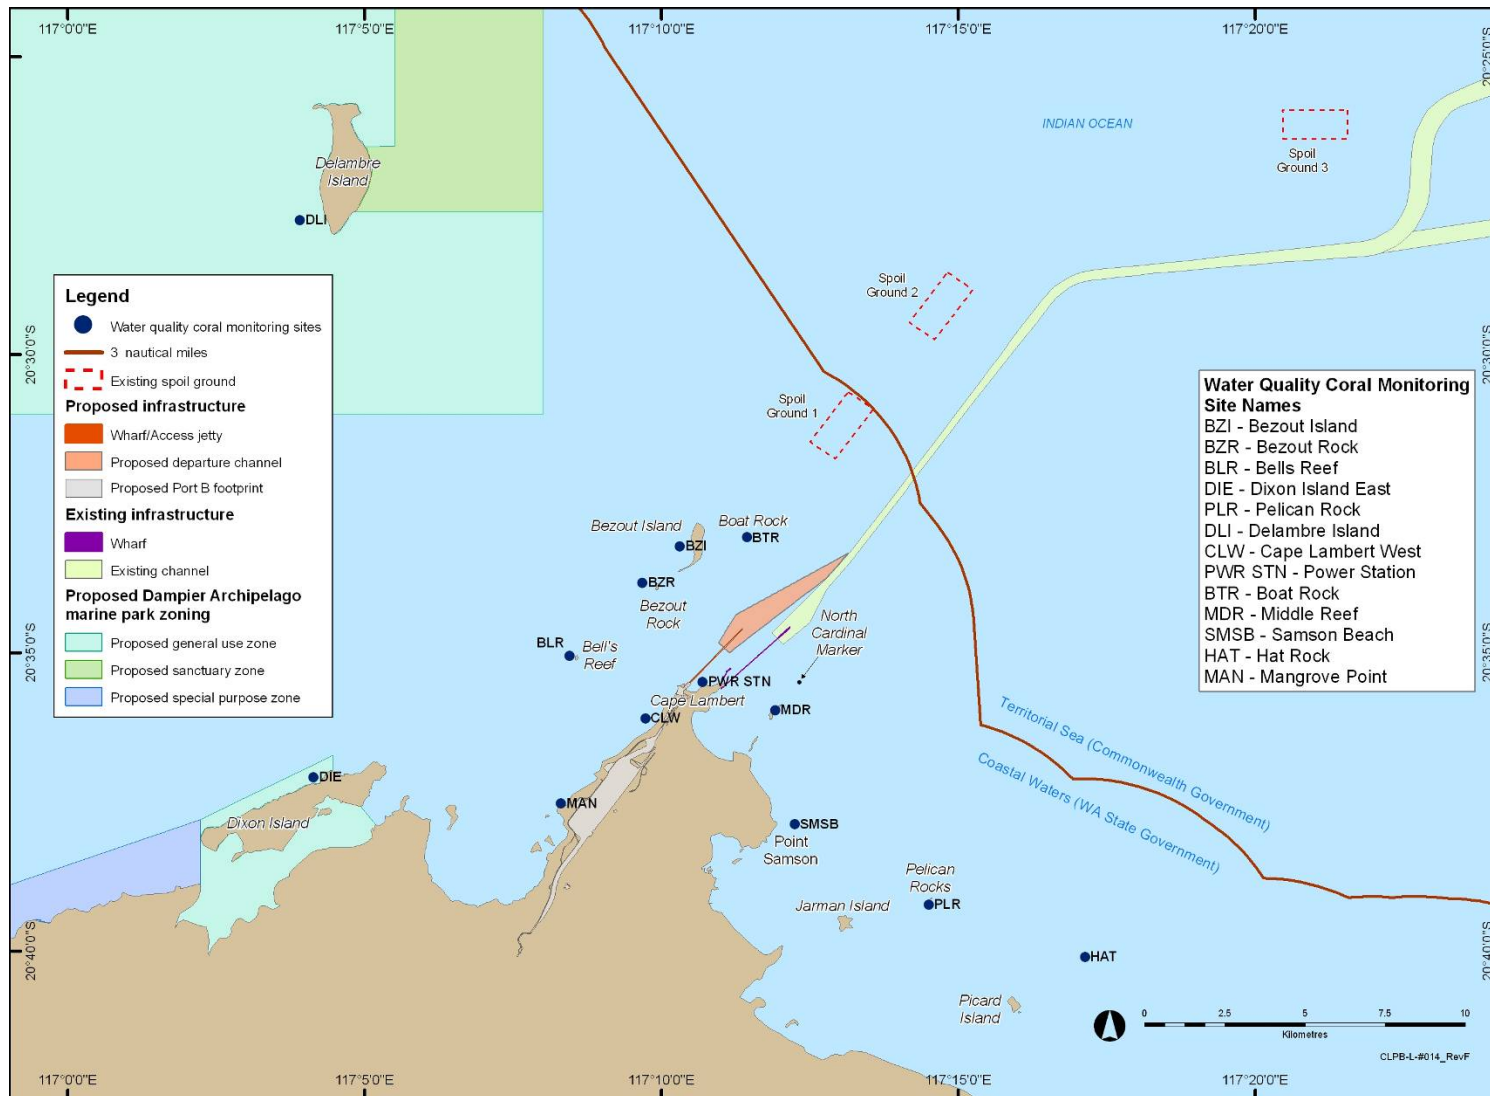 117°0'0"E
117°5'0"E
117°10'0"E
117°15'0"E
117°20'0"E
20°25'0"S
20°25'0"S
INDIAN OCEAN
Spoil
Ground 3
Delambre
Island
DLI
Spoil
Ground 2
Legend
Water quality coral monitoring sites
3 nautical miles
Existing spoil ground
Proposed infrastructure
Wharf/Access jetty
Proposed departure channel
Proposed Port B footprint
Existing infrastructure
Wharf
Existing channel
Proposed Dampier Archipelago
marine park zoning
Proposed general use zone
Proposed sanctuary zone
Proposed special purpose zone
20°30'0"S
20°30'0"S
Spoil
Ground 1
Water Quality Coral Monitoring
Site Names
BZI - Bezout Island
BZR - Bezout Rock
BLR - Bells Reef
DIE - Dixon Island East
PLR - Pelican Rock
DLI - Delambre Island
CLW - Cape Lambert West
PWR STN - Power Station
BTR - Boat Rock
MDR - Middle Reef
SMSB - Samson Beach
HAT - Hat Rock
MAN - Mangrove Point
Bezout Island
BZI
Boat Rock
BTR
BZR
Bezout
Rock
North
Cardinal
Marker
BLR
Bell's
Reef
20°35'0"S
20°35'0"S
PWR STN
Cape Lambert
CLW
MDR
Territorial Sea (Commonwealth Government)
Coastal Waters (WA State Government)
DIE
Dixon Island
MAN
SMSB
Point
Samson
Pelican
Rocks
PLR
Jarman Island
20°40'0"S
20°40'0"S
HAT
Picard
Island
0
2.5
5
7.5
10
Kilometres
CLPB-L-#014_RevF
117°0'0"E
117°5'0"E
117°10'0"E
117°15'0"E
117°20'0"E